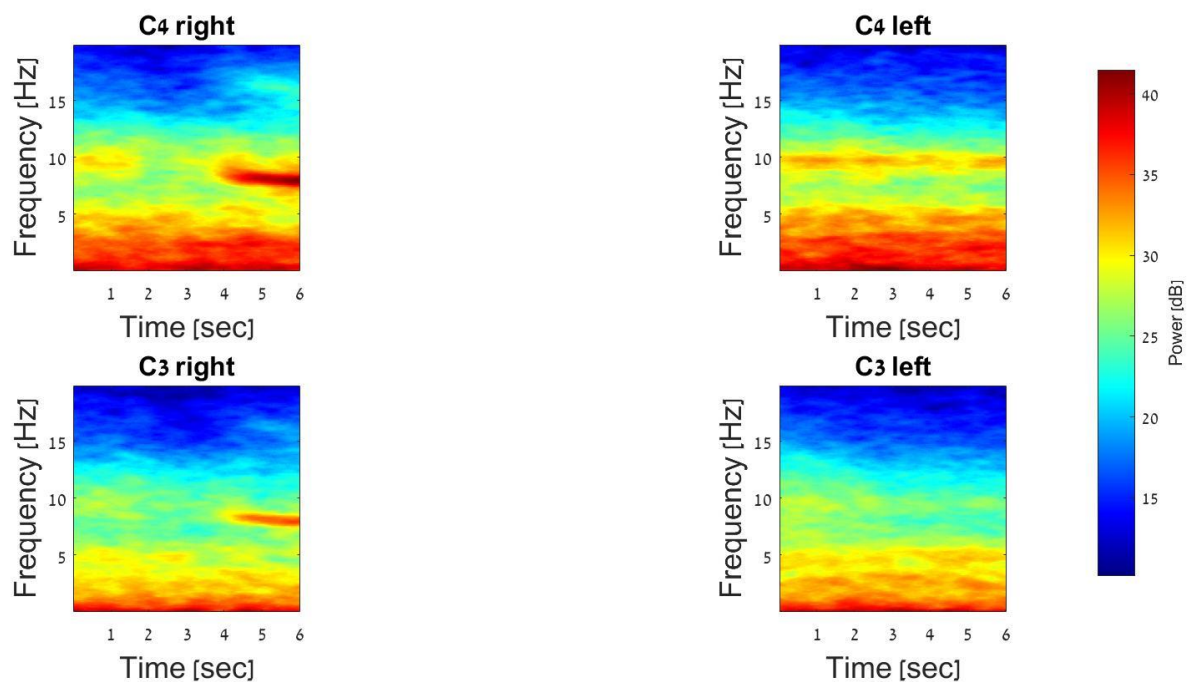 C4 right
Frequency [Hz]
15
10
5
1 2 3 4 5 6
Time [sec]
C4 left
Frequency [Hz]
15
10
5
1 2 3 4 5 6
Time [sec]
C3 right
Frequency [Hz]
15
10
5
1 2 3 4 5 6
Time [sec]
C3 left
Frequency [Hz]
15
10
5
1 2 3 4 5 6
Time [sec]
40
35
30
25
20
15
Power [dB]